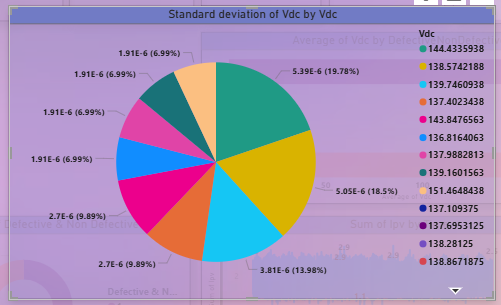 Standard deviation of Vdc by Vdc
Vdc
144.4335938
138.5742188
139.7460938
137.4023438
143.8476563
136.8164063
137.9882813
139.1601563
151.4648438
137.109375
137.6953125
138.28125
138.8671875
5.39E-6 (19.78%)
5.05E-6 (18.5%)
3.81E-6 (13.98%)
2.7E-6 (9.89%)
2.7E-6 (9.89%)
1.91E-6 (6.99%)
1.91E-6 (6.99%)
1.91E-6 (6.99%)
1.91E-6 (6.99%)
Average of Vdc by Defective
Defective & Non Defective
Sum of Ipv
Defective & N...